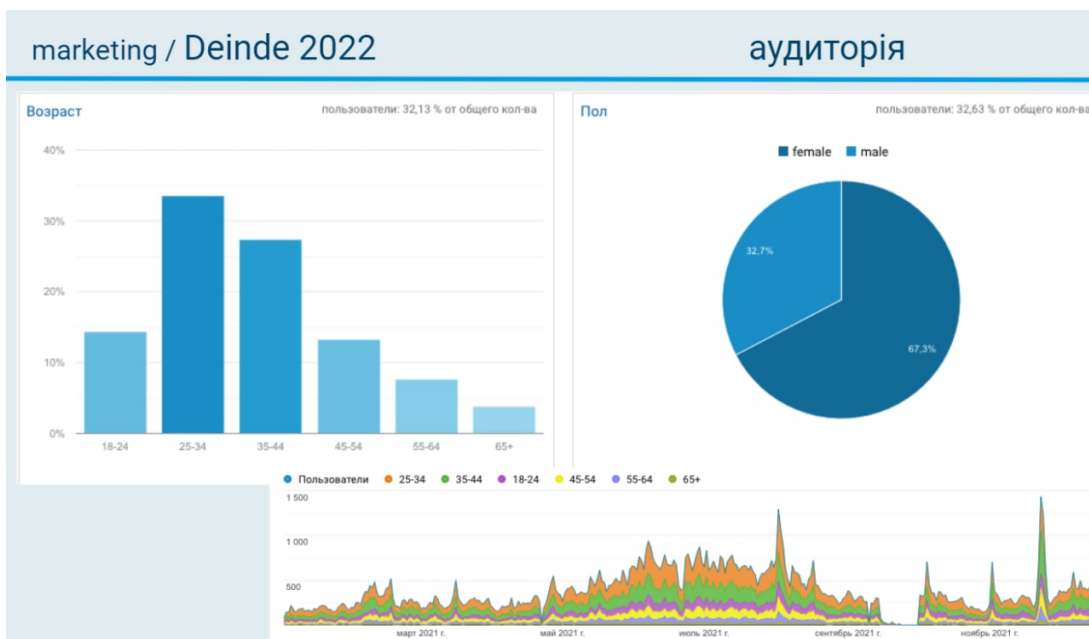 marketing / Deinde 2022
аудиторія
Возраст
пользователи: 32,13 % от общего кол-ва
40%
30%
20%
10%
0%
18-24 25-34 35-44 45-54 55-64 65+
Пол
пользователи: 32,63 % от общего кол-ва
female male
32,7%
67,3%
Пользователи 25-34 35-44 18-24 45-54 55-64 65+
1 500
1 000
500
март 2021 г. май 2021 г. июль 2021 г. сентябрь 2021 г. ноябрь 2021 г.